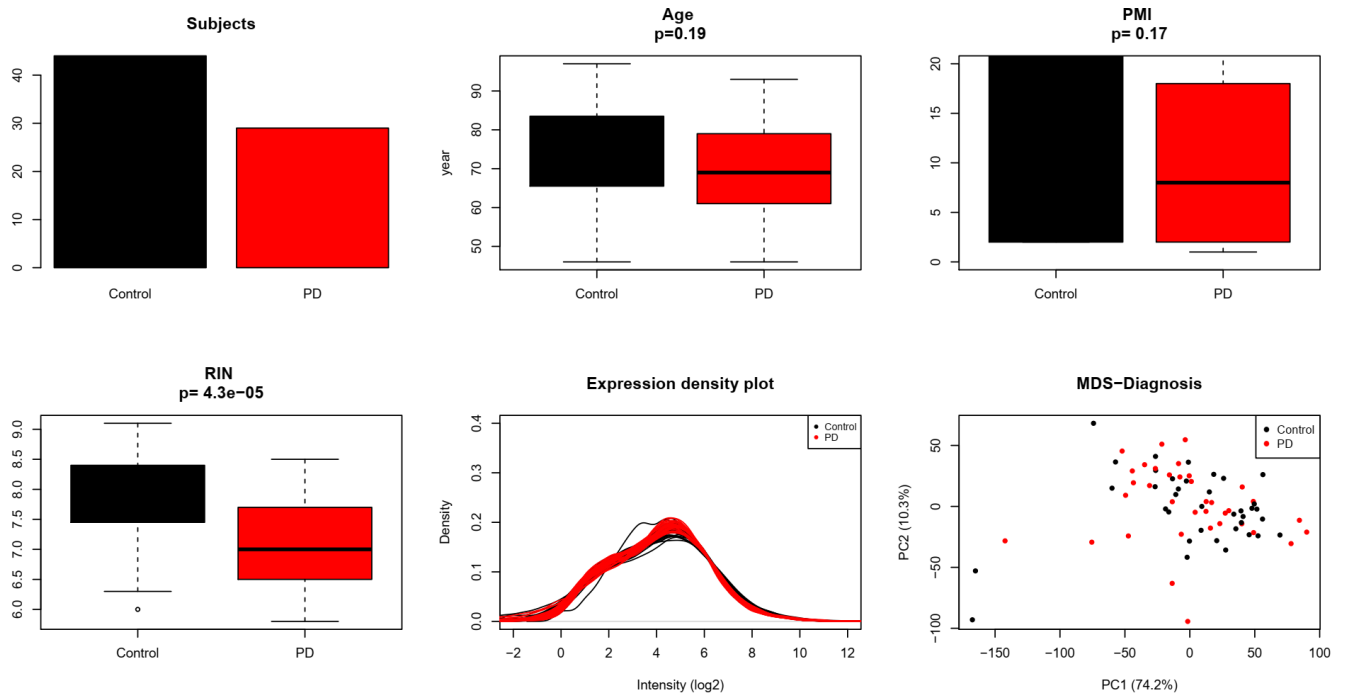 Subjects
40
30
20
10
0
Control
PD
Age
p=0.19
year
90
80
70
60
50
Control
PD
PMI
p= 0.17
20
15
10
5
0
Control
PD
RIN
p= 4.3e−05
9.0
8.5
8.0
7.5
7.0
6.5
6.0
Control
PD
Expression density plot
Density
0.4
0.3
0.2
0.1
0.0
Control
PD
−2
0
2
4
6
8
10
12
Intensity (log2)
MDS−Diagnosis
PC2 (10.3%)
50
0
−50
−100
Control
PD
−150
−100
−50
0
50
100
PC1 (74.2%)